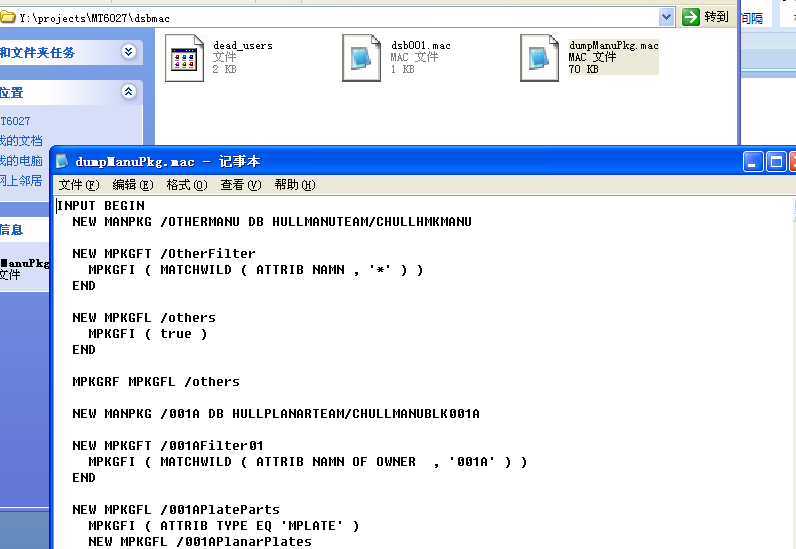 Y:\projects\MT6027\dsbmac
转到
间隔
和文件夹任务
dead_users
文件
2 KB
dsb001.mac
MAC 文件
1 KB
dumpManuPkg.mac
MAC 文件
70 KB
位置
T6027
我的文档
我的电脑
网上邻居
信息
ManuPkg
文件
dumpManuPkg.mac - 记事本
文件(F) 编辑(E) 格式(O) 查看(V) 帮助(H)
INPUT BEGIN
NEW MANPKG /OTHERMANU DB HULLMANUTEAM/CHULLHMKMANU
NEW MPKGFT /OtherFilter
MPKGFI ( MATCHWILD ( ATTRIB NAMN , '*' ) )
END
NEW MPKGFL /others
MPKGFI ( true )
END
MPKGRF MPKGFL /others
NEW MANPKG /001A DB HULLPLANARTEAM/CHULLMANUBLK001A
NEW MPKGFT /001AFilter01
MPKGFI ( MATCHWILD ( ATTRIB NAMN OF OWNER  , '001A' ) )
END
NEW MPKGFL /001APlateParts
MPKGFI ( ATTRIB TYPE EQ 'MPLATE' )
NEW MPKGFL /001APlanarPlates